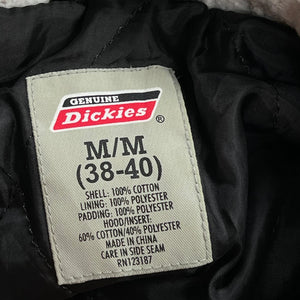 GENUINE
Dickies®
M/M
(38-40)
SHELL: 100% COTTON
LINING: 100% POLYESTER
PADDING: 100% POLYESTER
HOOD/INSERT:
60% COTTON/40% POLYESTER
MADE IN CHINA
CARE IN SIDE SEAM
RN123187